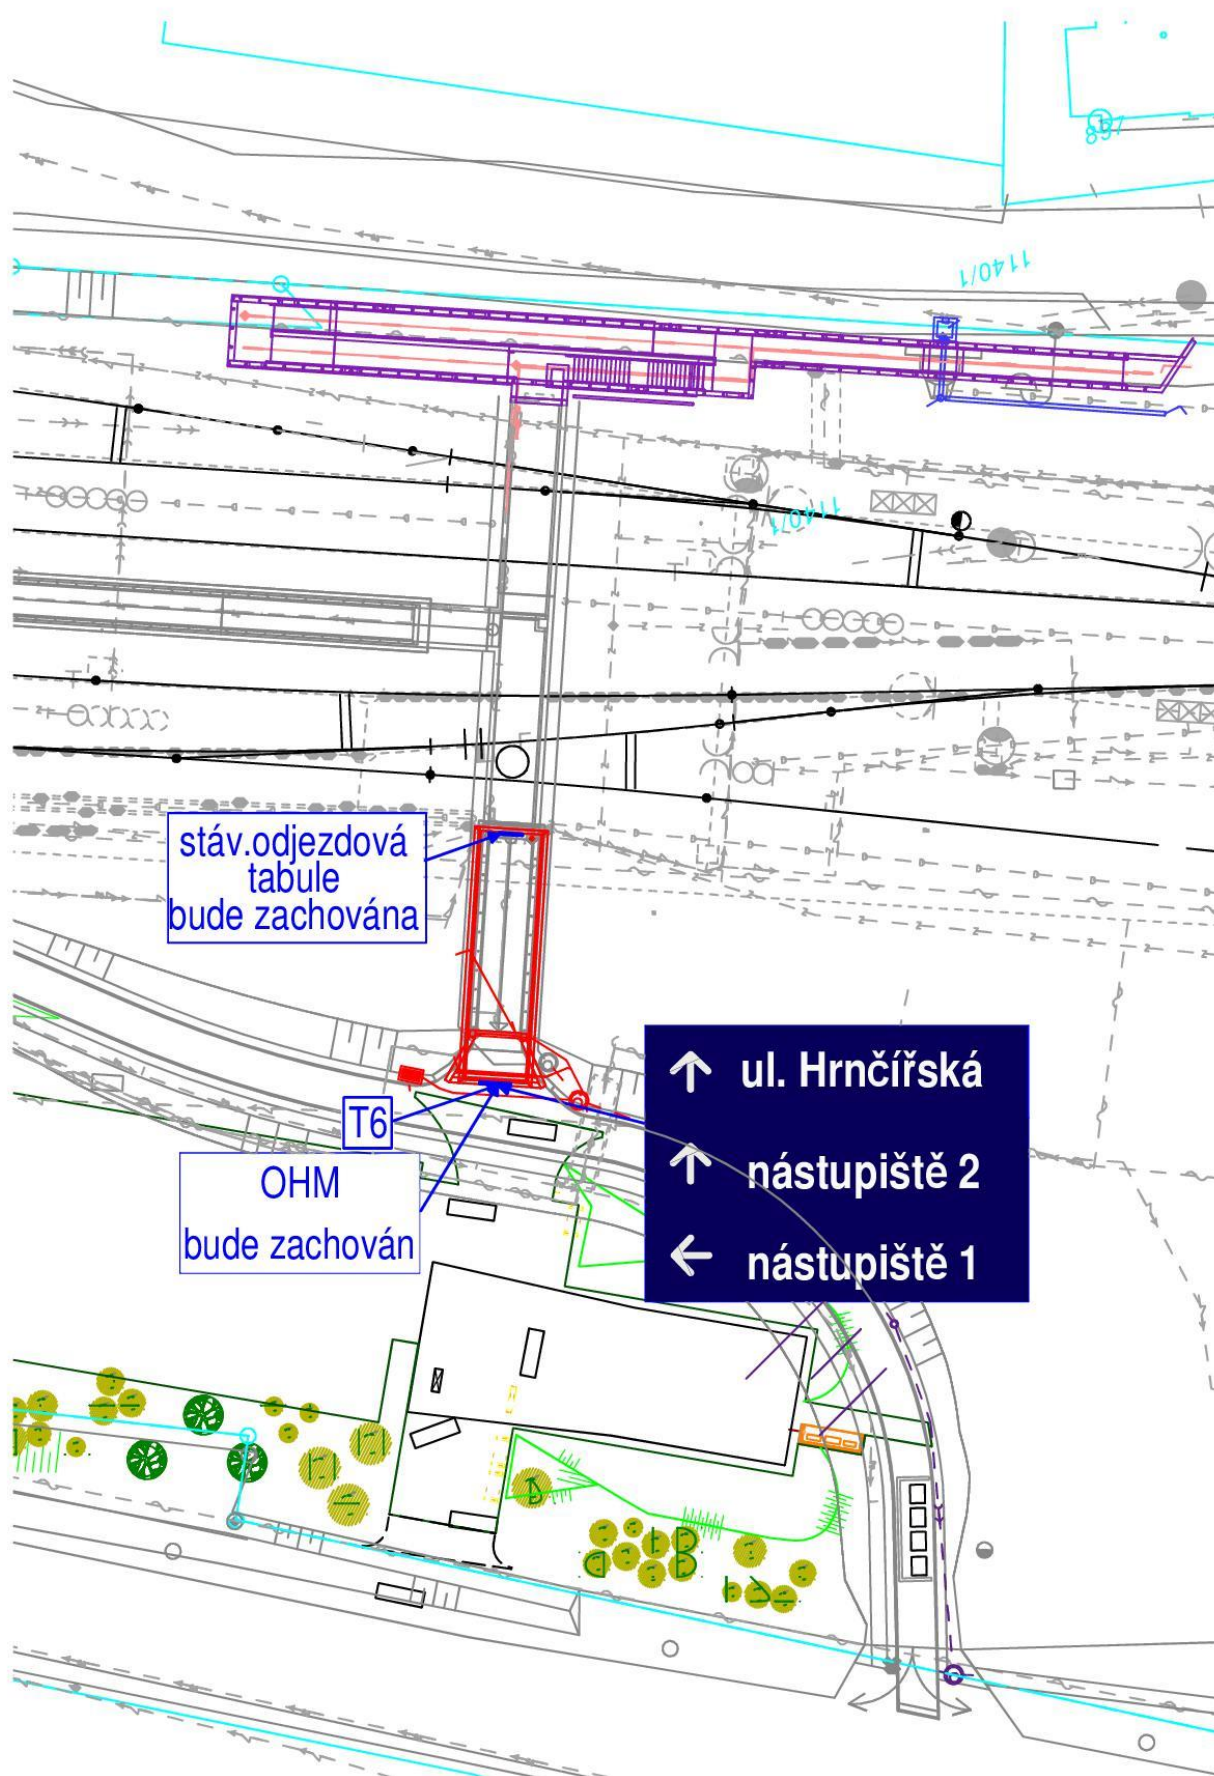 897
1140/1
1140/1
stáv.odjezdová
tabule
bude zachována
T6
OHM
bude zachován
↑ ul. Hrnčířská
↑ nástupiště 2
← nástupiště 1